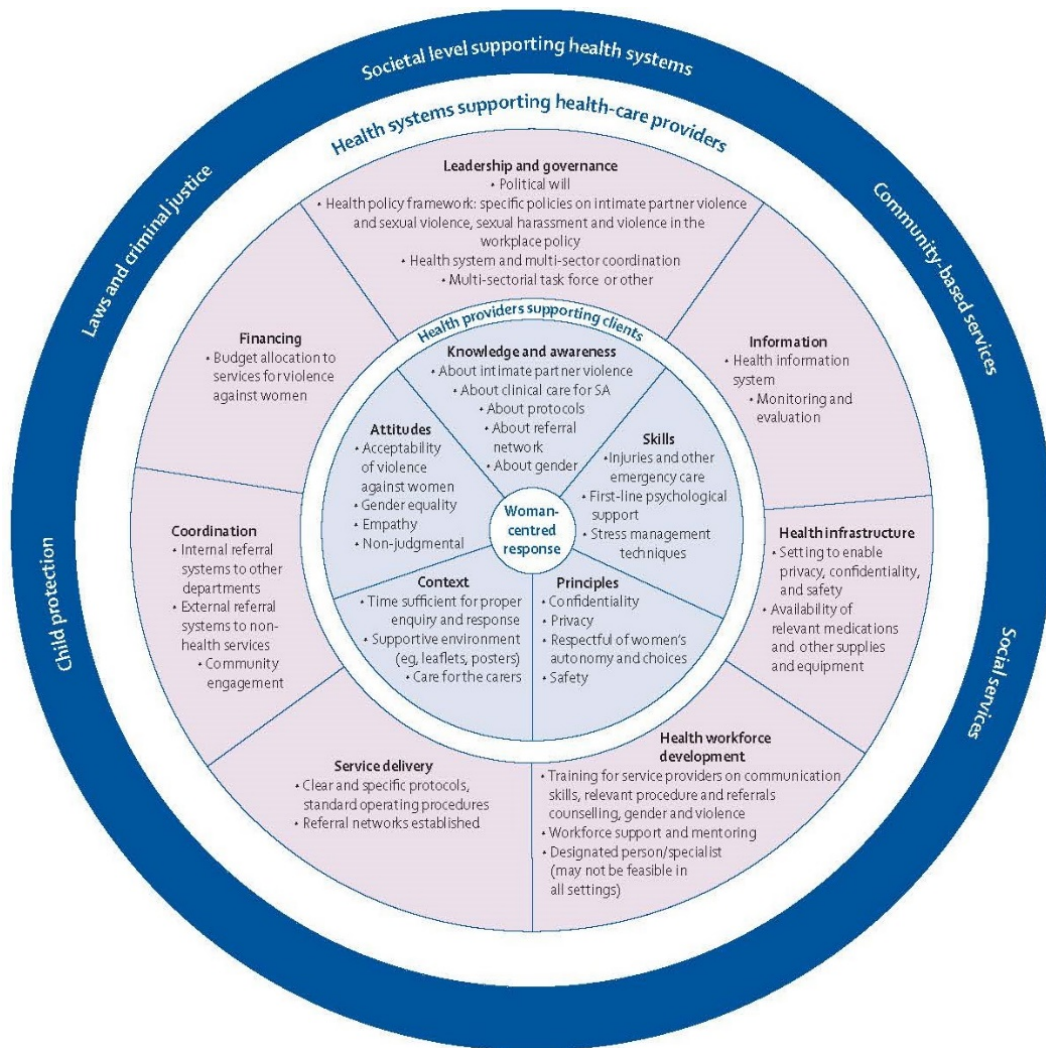 Societal level supporting health systems
Laws and criminal justice
Community-based services
Child protection
Social services
Health systems supporting health-care providers
Leadership and governance
• Political will
• Health policy framework: specific policies on intimate partner violence
and sexual violence, sexual harassment and violence in the
workplace policy
• Health system and multi-sector coordination
• Multi-sectorial task force or other
Financing
• Budget allocation to
services for violence
against women
Information
• Health information
system
• Monitoring and
evaluation
Coordination
• Internal referral
systems to other
departments
• External referral
systems to non-
health services
• Community
engagement
Health infrastructure
• Setting to enable
privacy, confidentiality,
and safety
• Availability of
relevant medications
and other supplies
and equipment
Service delivery
• Clear and specific protocols,
standard operating procedures
• Referral networks established
Health workforce
development
• Training for service providers on communication
skills, relevant procedure and referrals
counselling, gender and violence
• Workforce support and mentoring
• Designated person/specialist
(may not be feasible in
all settings)
Health providers supporting clients
Knowledge and awareness
• About intimate partner violence
• About clinical care for SA
• About protocols
• About referral
network
• About gender
Attitudes
• Acceptability
of violence
against women
• Gender equality
• Empathy
• Non-judgmental
Skills
• Injuries and other
emergency care
• First-line psychological
support
• Stress management
techniques
Context
• Time sufficient for proper
enquiry and response
• Supportive environment
(eg, leaflets, posters)
• Care for the carers
Principles
• Confidentiality
• Privacy
• Respectful of women's
autonomy and choices
• Safety
Woman-
centred
response